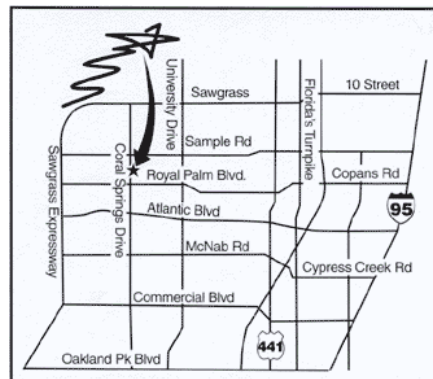 University Drive
Sawgrass
Florida's Turnpike
10 Street
Sawgrass Expressway
Coral Springs Drive
Sample Rd
Royal Palm Blvd.
Copans Rd
95
Atlantic Blvd
McNab Rd
Cypress Creek Rd
Commercial Blvd
441
Oakland Pk Blvd